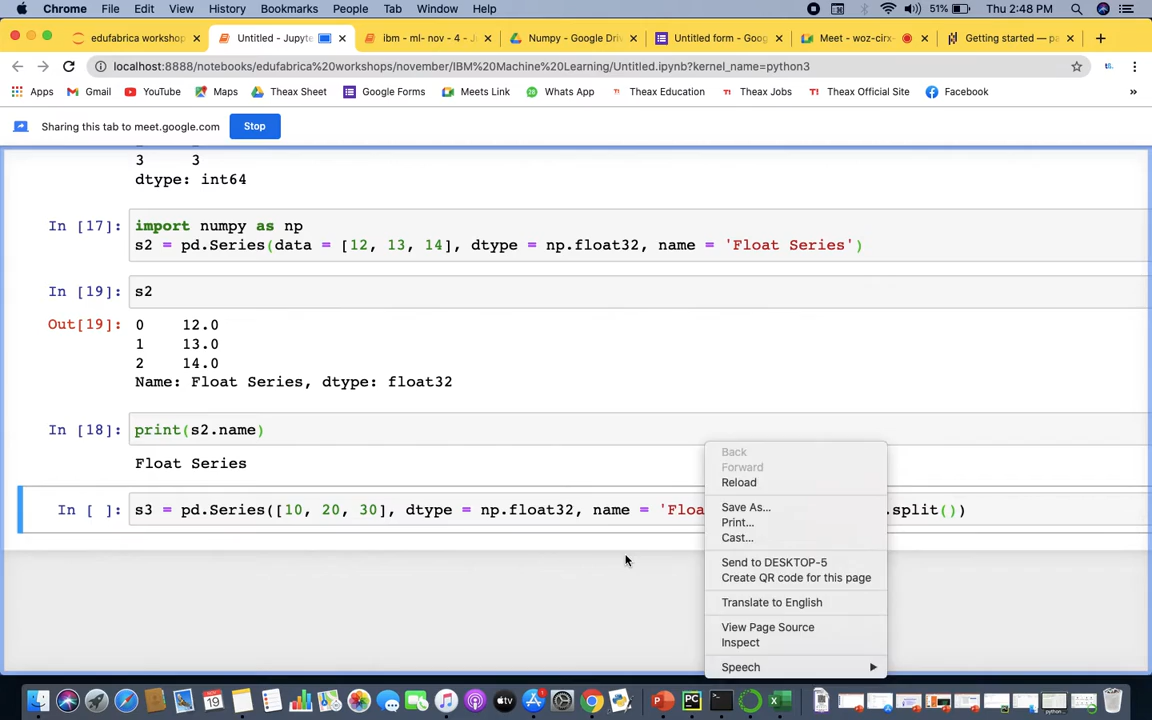 Chrome File Edit View History Bookmarks People Tab Window Help 51% Thu 2:48 PM
edufabrica workshop Untitled - Jupyte ibm - ml- nov - 4 - J Numpy - Google Driv Untitled form - Goog Meet - woz-cirx- Getting started — pa
localhost:8888/notebooks/edufabrica%20workshops/november/IBM%20Machine%20Learning/Untitled.ipynb?kernel_name=python3
Apps Gmail YouTube Maps Theax Sheet Google Forms Meets Link Whats App Theax Education Theax Jobs Theax Official Site Facebook »
Sharing this tab to meet.google.com Stop
3 3
dtype: int64
In [17]: import numpy as np
s2 = pd.Series(data = [12, 13, 14], dtype = np.float32, name = 'Float Series')
In [19]: s2
Out[19]: 0 12.0
1 13.0
2 14.0
Name: Float Series, dtype: float32
In [18]: print(s2.name)
Float Series
In [ ]: s3 = pd.Series([10, 20, 30], dtype = np.float32, name = 'Floa .split())
Back
Forward
Reload
Save As...
Print...
Cast...
Send to DESKTOP-5
Create QR code for this page
Translate to English
View Page Source
Inspect
Speech